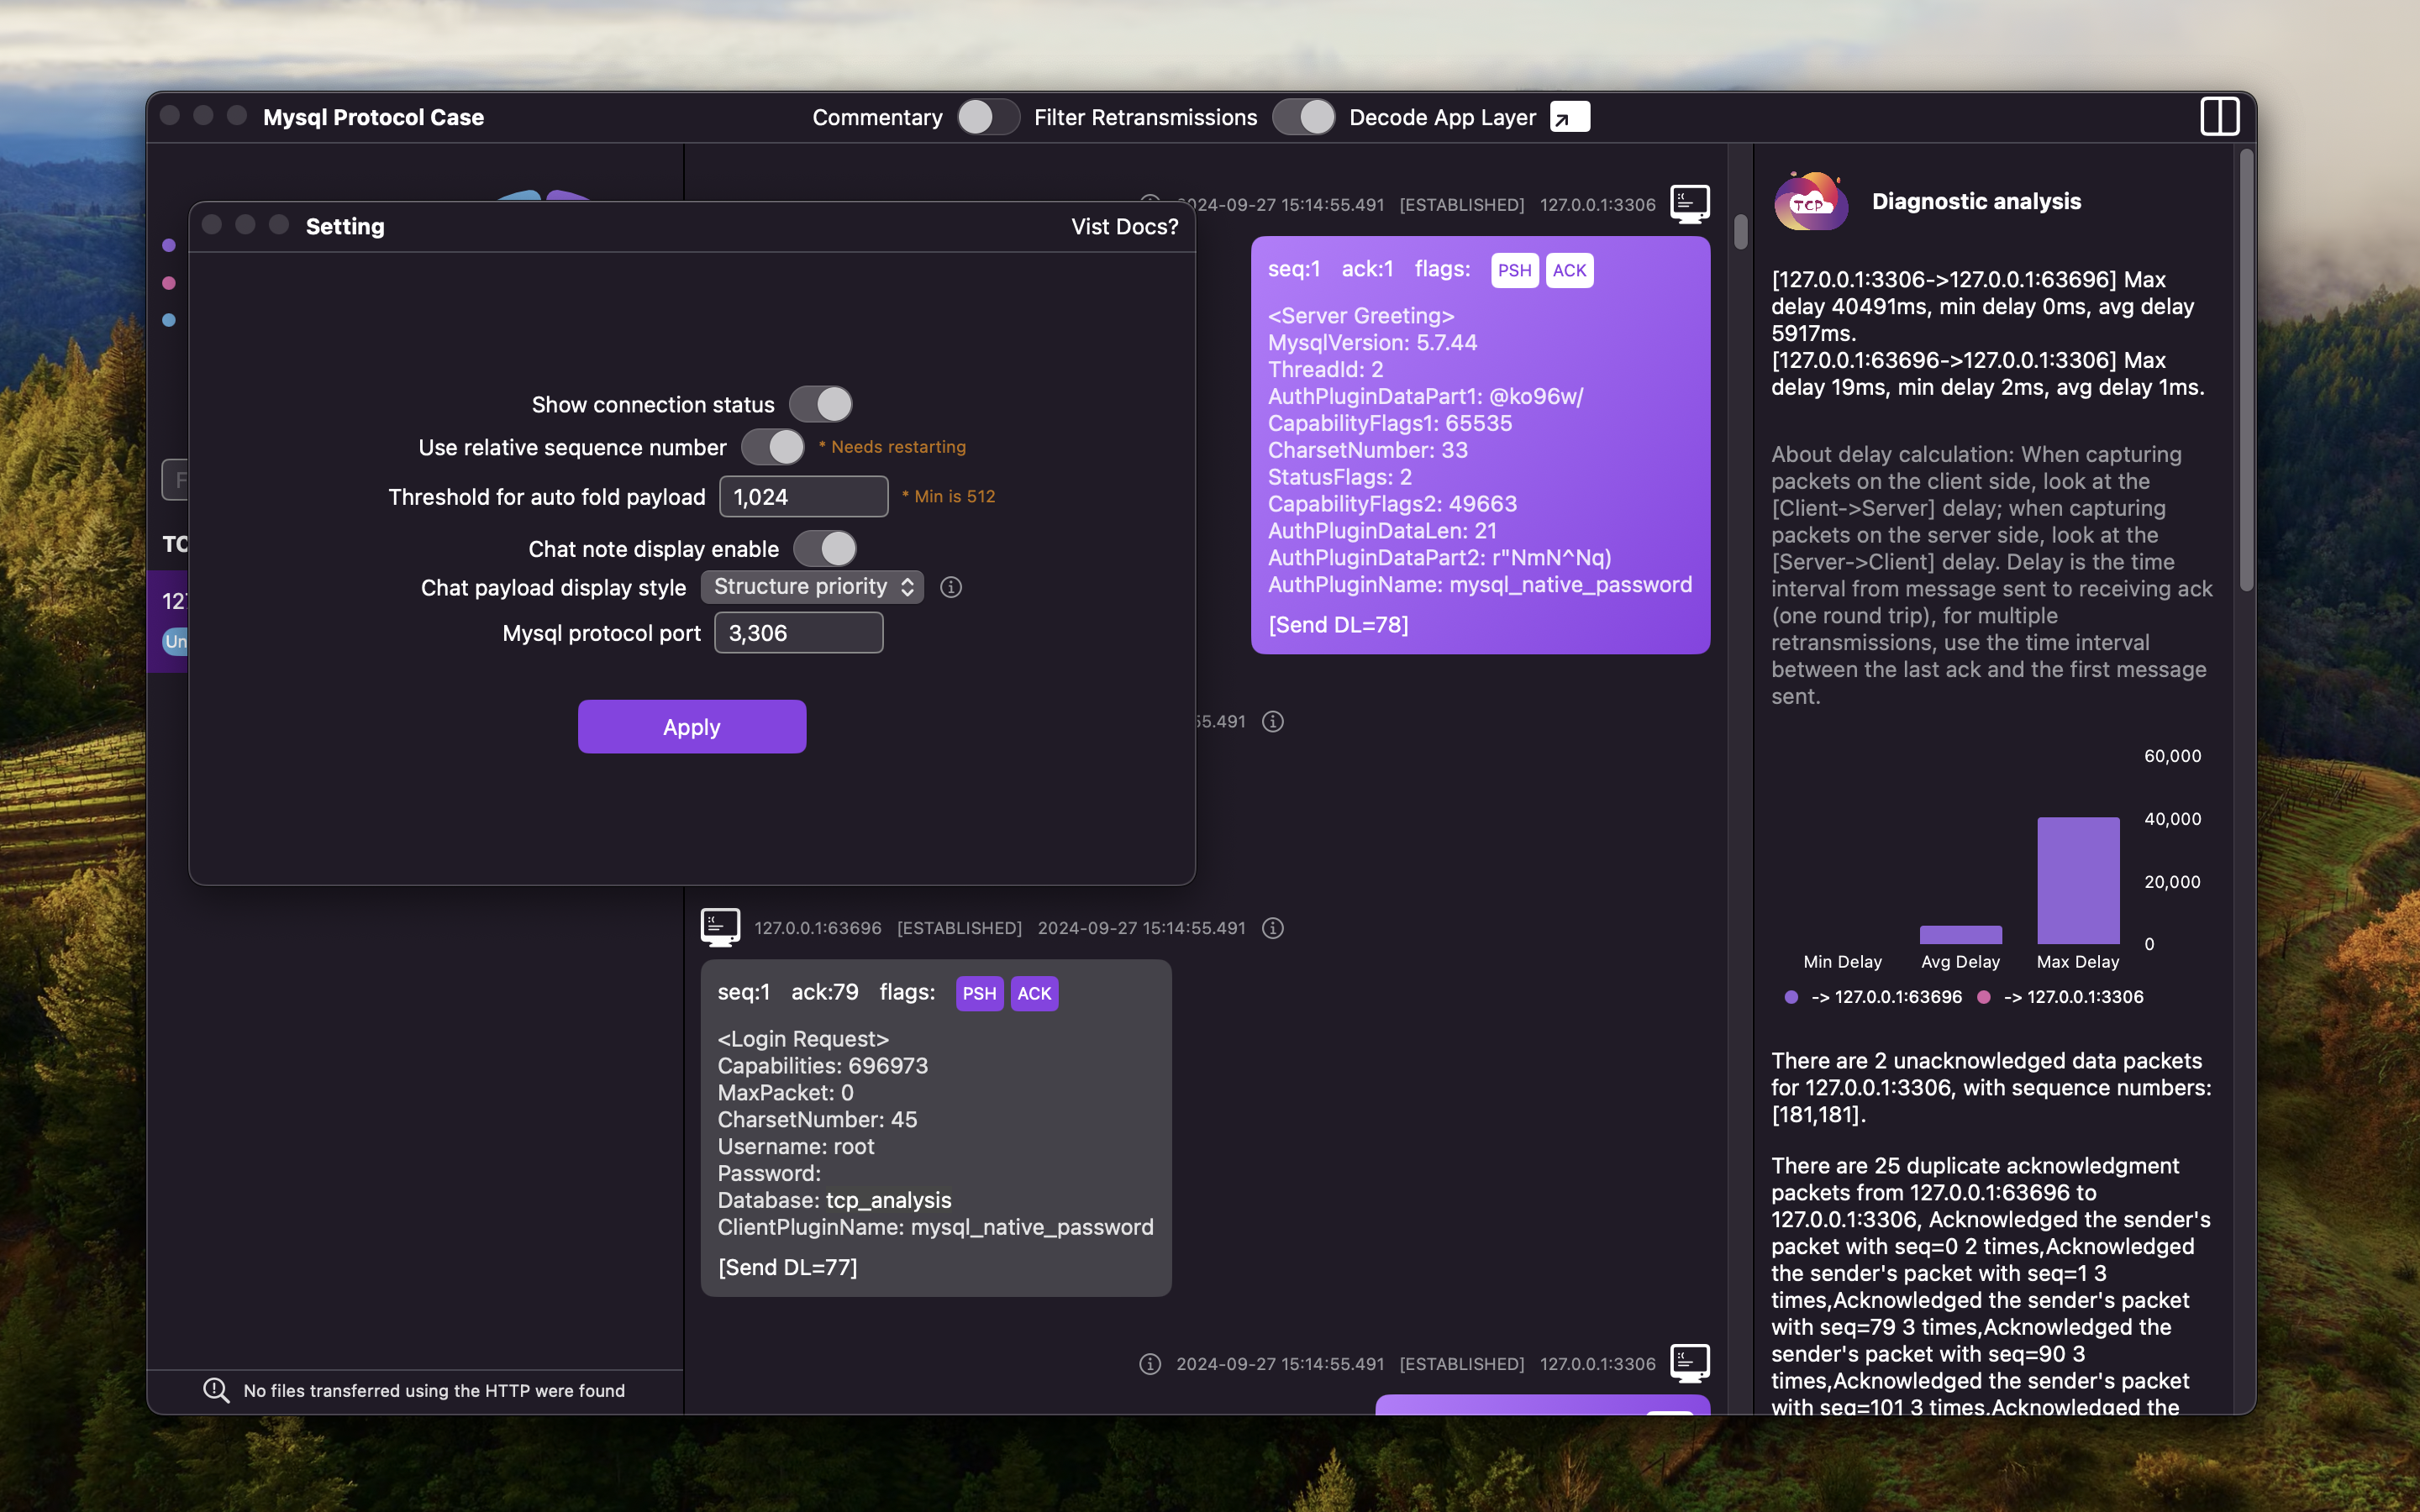 Mysql Protocol Case
Commentary
Filter Retransmissions
Decode App Layer
Setting
Vist Docs?
Show connection status
Use relative sequence number
* Needs restarting
Threshold for auto fold payload
1,024
* Min is 512
Chat note display enable
Chat payload display style
Structure priority
Mysql protocol port
3,306
Apply
F
TC
127
Un
No files transferred using the HTTP were found
2024-09-27 15:14:55.491 [ESTABLISHED] 127.0.0.1:3306
seq:1 ack:1 flags: PSH ACK
<Server Greeting>
MysqlVersion: 5.7.44
ThreadId: 2
AuthPluginDataPart1: @ko96w/
CapabilityFlags1: 65535
CharsetNumber: 33
StatusFlags: 2
CapabilityFlags2: 49663
AuthPluginDataLen: 21
AuthPluginDataPart2: r"NmN^Nq)
AuthPluginName: mysql_native_password
[Send DL=78]
55.491
127.0.0.1:63696 [ESTABLISHED] 2024-09-27 15:14:55.491
seq:1 ack:79 flags: PSH ACK
<Login Request>
Capabilities: 696973
MaxPacket: 0
CharsetNumber: 45
Username: root
Password:
Database: tcp_analysis
ClientPluginName: mysql_native_password
[Send DL=77]
2024-09-27 15:14:55.491 [ESTABLISHED] 127.0.0.1:3306
TCP
Diagnostic analysis
[127.0.0.1:3306->127.0.0.1:63696] Max
delay 40491ms, min delay 0ms, avg delay
5917ms.
[127.0.0.1:63696->127.0.0.1:3306] Max
delay 19ms, min delay 2ms, avg delay 1ms.
About delay calculation: When capturing
packets on the client side, look at the
[Client->Server] delay; when capturing
packets on the server side, look at the
[Server->Client] delay. Delay is the time
interval from message sent to receiving ack
(one round trip), for multiple
retransmissions, use the time interval
between the last ack and the first message
sent.
60,000
40,000
20,000
0
Min Delay
Avg Delay
Max Delay
-> 127.0.0.1:63696
-> 127.0.0.1:3306
There are 2 unacknowledged data packets
for 127.0.0.1:3306, with sequence numbers:
[181,181].
There are 25 duplicate acknowledgment
packets from 127.0.0.1:63696 to
127.0.0.1:3306, Acknowledged the sender's
packet with seq=0 2 times,Acknowledged
the sender's packet with seq=1 3
times,Acknowledged the sender's packet
with seq=79 3 times,Acknowledged the
sender's packet with seq=90 3
times,Acknowledged the sender's packet
with seq=101 3 times,Acknowledged the